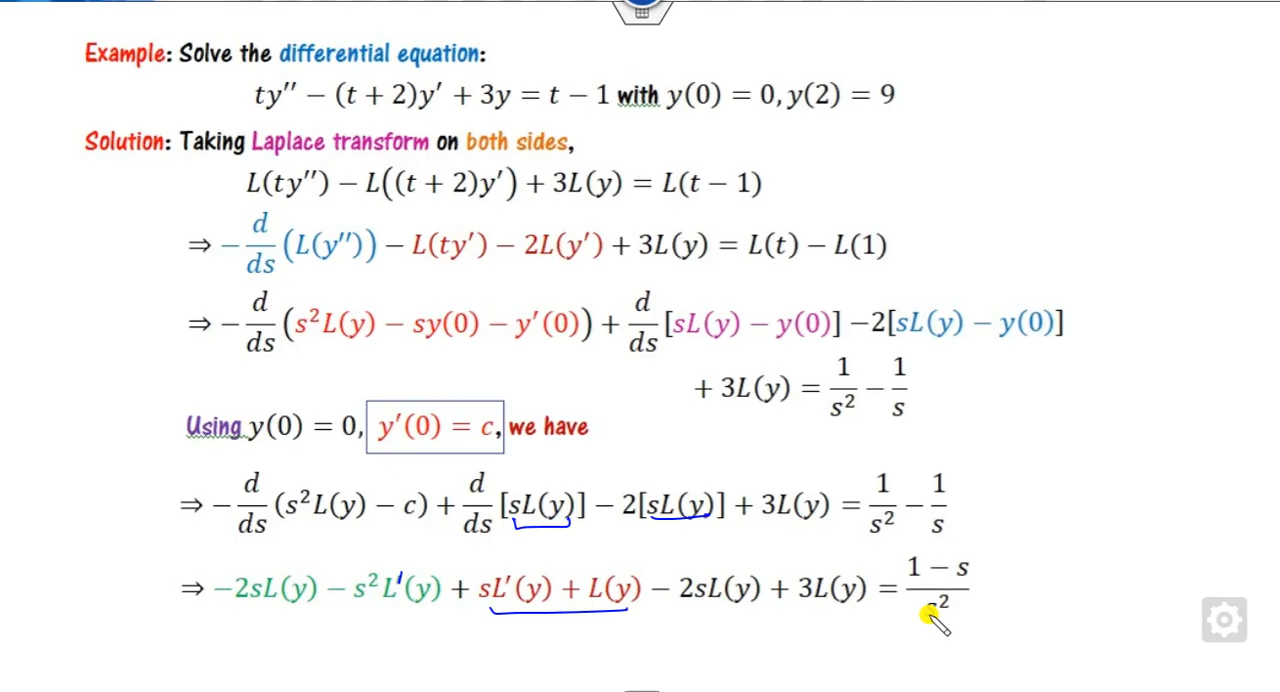 Example: Solve the differential equation:
ty′′ − (t + 2)y′ + 3y = t − 1 with y(0) = 0, y(2) = 9
Solution: Taking Laplace transform on both sides,
L(ty′′) − L((t + 2)y′) + 3L(y) = L(t − 1)
⇒ − d/ds (L(y′′)) − L(ty′) − 2L(y′) + 3L(y) = L(t) − L(1)
⇒ − d/ds (s²L(y) − sy(0) − y′(0)) + d/ds [sL(y) − y(0)] −2[sL(y) − y(0)]
+ 3L(y) = 1/s² − 1/s
Using y(0) = 0, y′(0) = c, we have
⇒ − d/ds (s²L(y) − c) + d/ds [sL(y)] − 2[sL(y)] + 3L(y) = 1/s² − 1/s
⇒ −2sL(y) − s²L′(y) + sL′(y) + L(y) − 2sL(y) + 3L(y) = (1 − s)/s²